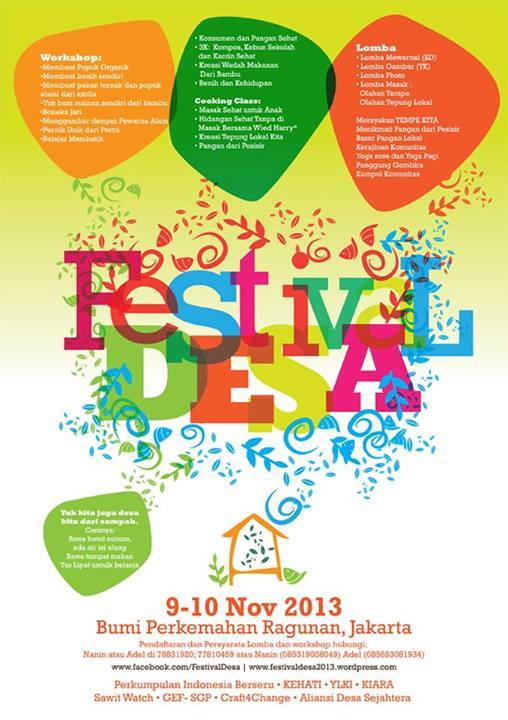 Workshop:
•Membuat Pupuk Organik
•Membuat benih sendiri
•Membuat pakan ternak dan pupuk
alami dari azolla
•Yuk buat mainan sendiri dari bambu
•Boneka Jari
•Menggambar dengan Pewarna Alam
•Pernik Unik dari Perca
•Belajar Membatik
• Konsumen dan Pangan Sehat
• 3K: Kompos, Kebun Sekolah
dan Kantin Sehat
• Kreasi Wadah Makanan
Dari Bambu
• Benih dan Kehidupan
Cooking Class:
• Masak Sehat untuk Anak
• Hidangan Sehat Tanpa di
Masak Bersama Wied Harry*
• Kreasi Tepung Lokal Kita
• Pangan dari Pesisir
Lomba
• Lomba Mewarnai (SD)
• Lomba Gambar (TK)
• Lomba Photo
• Lomba Masak :
Olahan Tempe
Olahan Tepung Lokal
Merayakan TEMPE KITA
Menikmati Pangan dari Pesisir
Bazar Pangan Lokal
Kerajinan Komunitas
Yoga sore dan Yoga Pagi
Panggung Gembira
Kumpul Komunitas
FestivaL
DESA
Yuk kita jaga desa
kita dari sampah.
Caranya:
Bawa botol minum,
ada air isi ulang
Bawa tempat makan
Tas Lipat untuk belanja
9-10 Nov 2013
Bumi Perkemahan Ragunan, Jakarta
Pendaftaran dan Persyarata Lomba dan workshop hubungi;
Nanin atau Adel di 78831920; 77810459 atau Nanin (085319058049) Adel (085693081934)
www.facebook.com/FestivalDesa | www.festivaldesa2013.wordpress.com
Perkumpulan Indonesia Berseru • KEHATI • YLKI • KIARA
Sawit Watch • GEF- SGP • Craft4Change • Aliansi Desa Sejahtera